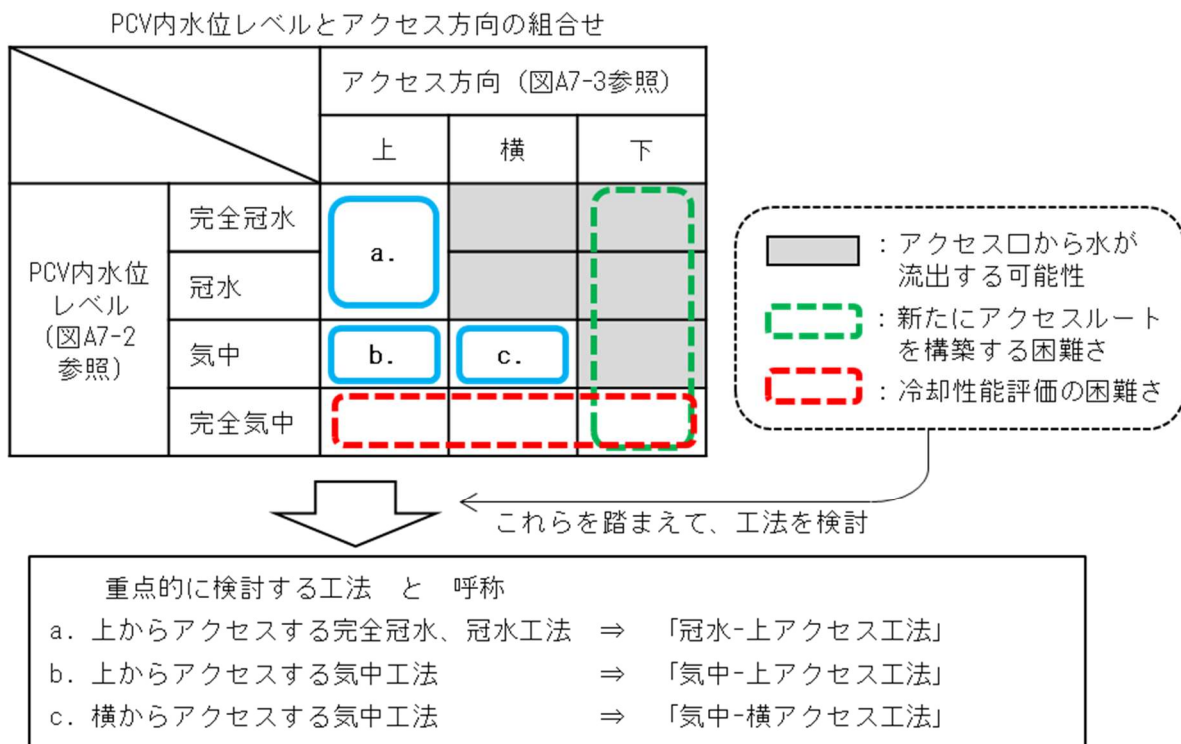 PCV内水位レベルとアクセス方向の組合せ
アクセス方向（図A7-3参照）
上
横
下
PCV内水位
レベル
（図A7-2
参照）
完全冠水
冠水
気中
完全気中
a.
b.
c.
：アクセス口から水が
流出する可能性
：新たにアクセスルート
を構築する困難さ
：冷却性能評価の困難さ
これらを踏まえて、工法を検討
重点的に検討する工法　と　呼称
a. 上からアクセスする完全冠水、冠水工法　⇒　「冠水-上アクセス工法」
b. 上からアクセスする気中工法　⇒　「気中-上アクセス工法」
c. 横からアクセスする気中工法　⇒　「気中-横アクセス工法」